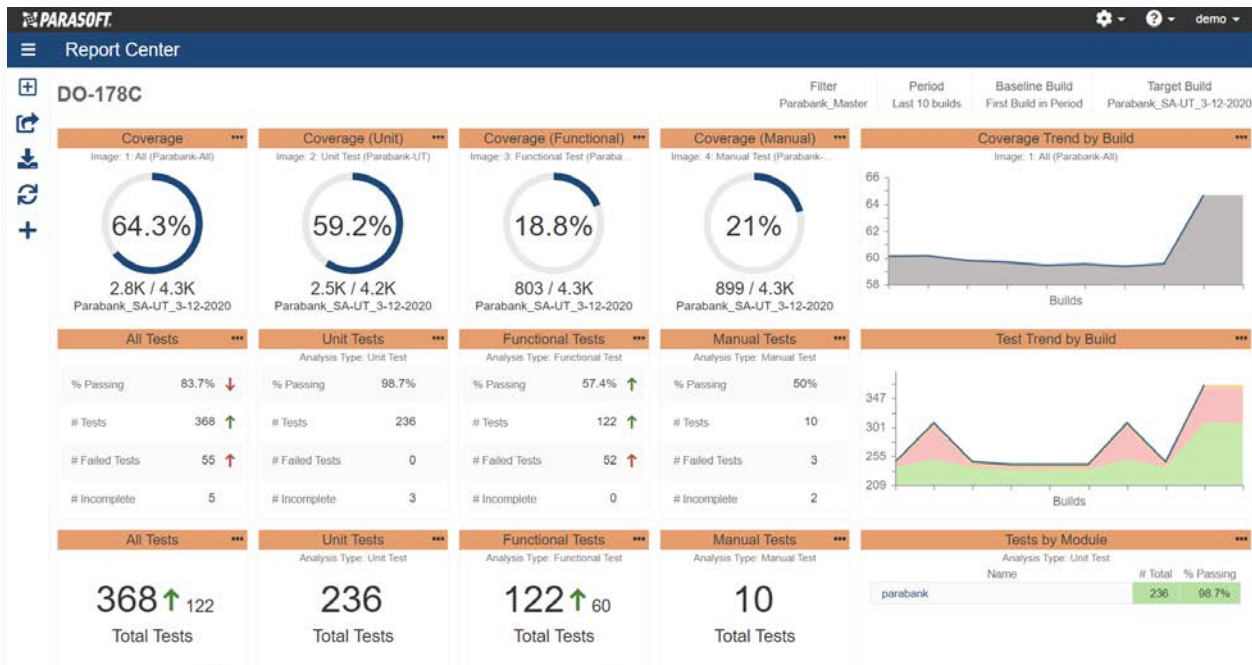 PARASOFT.
demo
Report Center
DO-178C
Filter
Parabank_Master
Period
Last 10 builds
Baseline Build
First Build in Period
Target Build
Parabank_SA-UT_3-12-2020
Coverage
Image: 1: All (Parabank-All)
64.3%
2.8K / 4.3K
Parabank_SA-UT_3-12-2020
Coverage (Unit)
Image: 2: Unit Test (Parabank-UT)
59.2%
2.5K / 4.2K
Parabank_SA-UT_3-12-2020
Coverage (Functional)
Image: 3: Functional Test (Paraba...
18.8%
803 / 4.3K
Parabank_SA-UT_3-12-2020
Coverage (Manual)
Image: 4: Manual Test (Parabank-...
21%
899 / 4.3K
Parabank_SA-UT_3-12-2020
Coverage Trend by Build
Image: 1: All (Parabank-All)
66
64
62
60
58
Builds
All Tests
% Passing 83.7%
# Tests 368
# Failed Tests 55
# Incomplete 5
Unit Tests
Analysis Type: Unit Test
% Passing 98.7%
# Tests 236
# Failed Tests 0
# Incomplete 3
Functional Tests
Analysis Type: Functional Test
% Passing 57.4%
# Tests 122
# Failed Tests 52
# Incomplete 0
Manual Tests
Analysis Type: Manual Test
% Passing 50%
# Tests 10
# Failed Tests 3
# Incomplete 2
Test Trend by Build
347
301
255
209
Builds
All Tests
368 122
Total Tests
Unit Tests
Analysis Type: Unit Test
236
Total Tests
Functional Tests
Analysis Type: Functional Test
122 60
Total Tests
Manual Tests
Analysis Type: Manual Test
10
Total Tests
Tests by Module
Analysis Type: Unit Test
Name # Total % Passing
parabank 236 98.7%